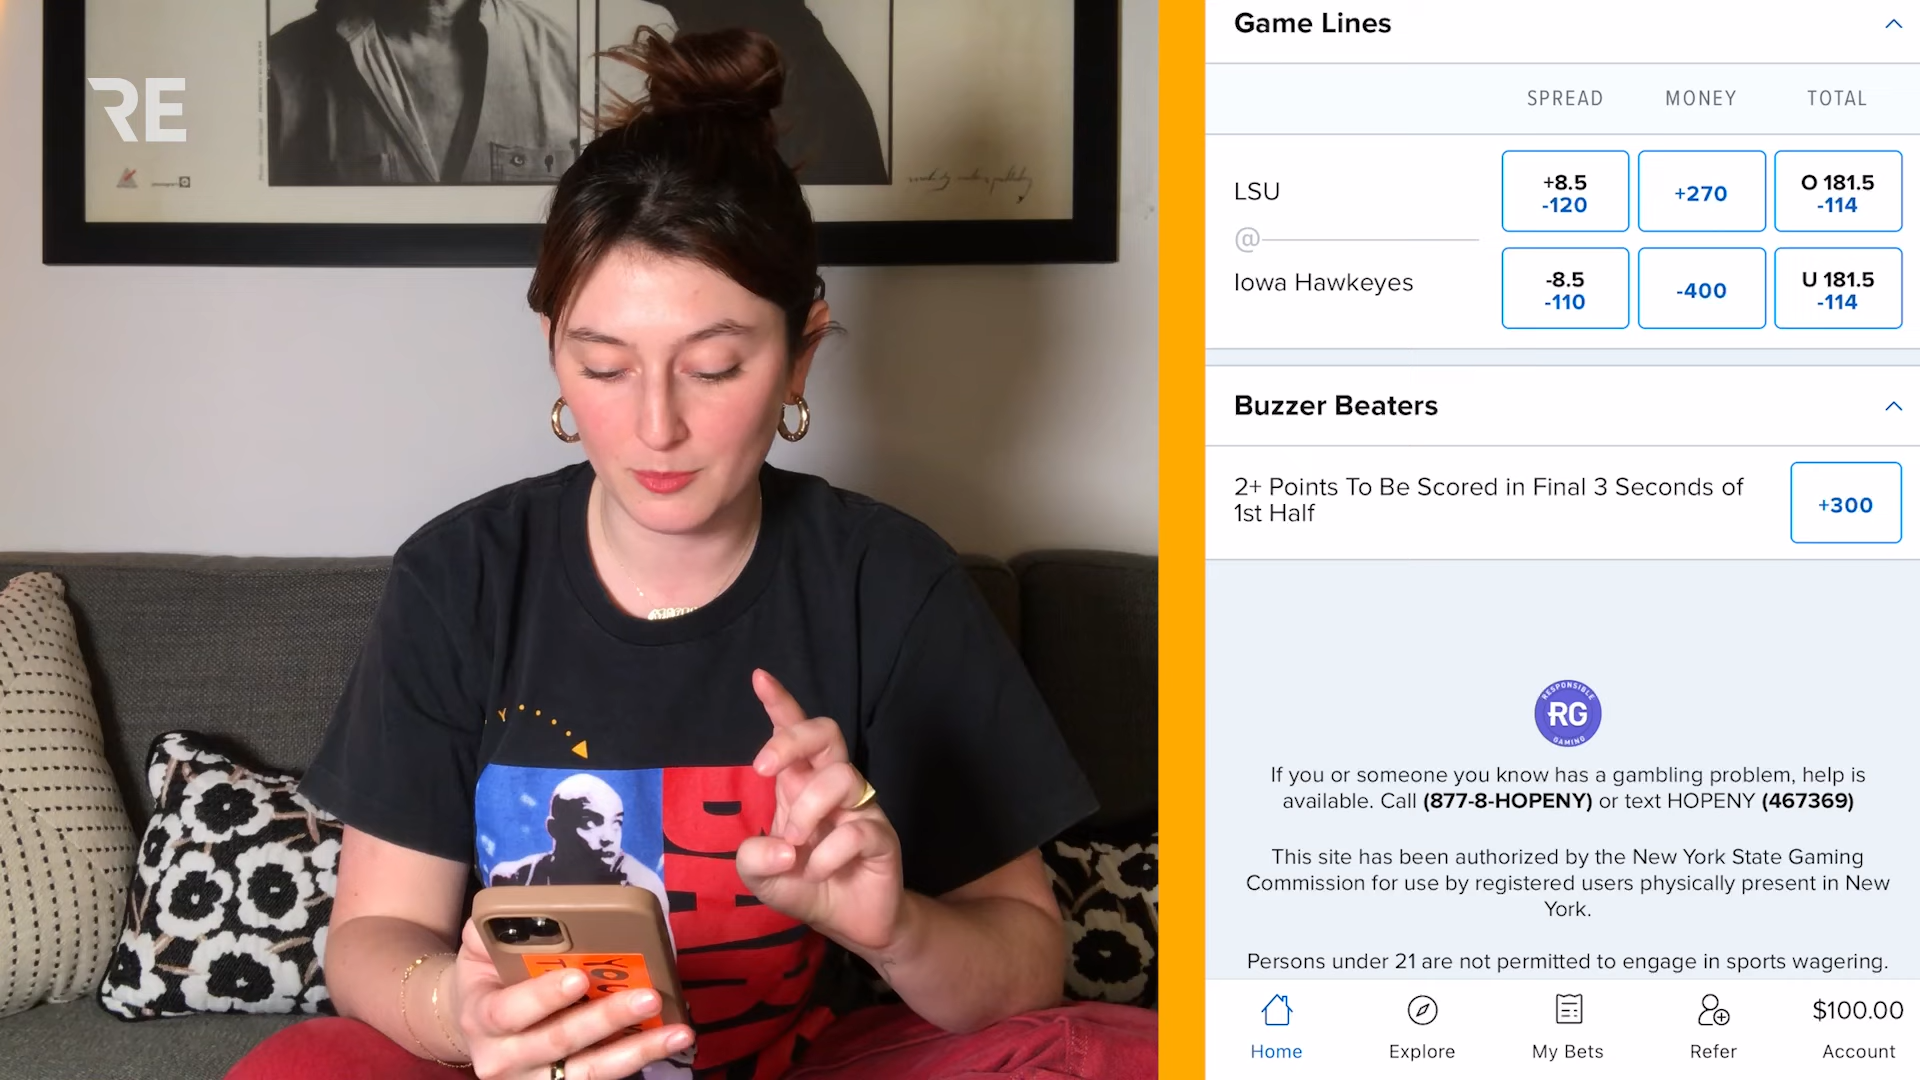 RE
Game Lines
SPREAD MONEY TOTAL
LSU
+8.5
-120
+270
O 181.5
-114
@
Iowa Hawkeyes
-8.5
-110
-400
U 181.5
-114
Buzzer Beaters
2+ Points To Be Scored in Final 3 Seconds of
1st Half
+300
RESPONSIBLE
RG
GAMING
If you or someone you know has a gambling problem, help is
available. Call (877-8-HOPENY) or text HOPENY (467369)
This site has been authorized by the New York State Gaming
Commission for use by registered users physically present in New
York.
Persons under 21 are not permitted to engage in sports wagering.
Home
Explore
My Bets
Refer
$100.00
Account